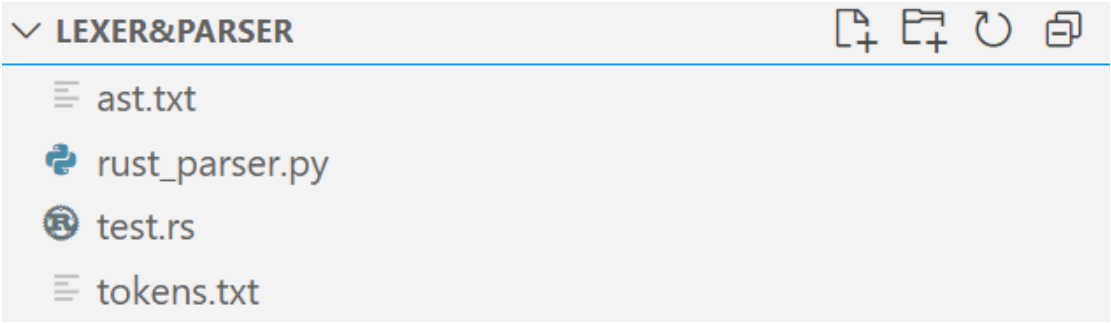 LEXER&PARSER
ast.txt
rust_parser.py
test.rs
tokens.txt